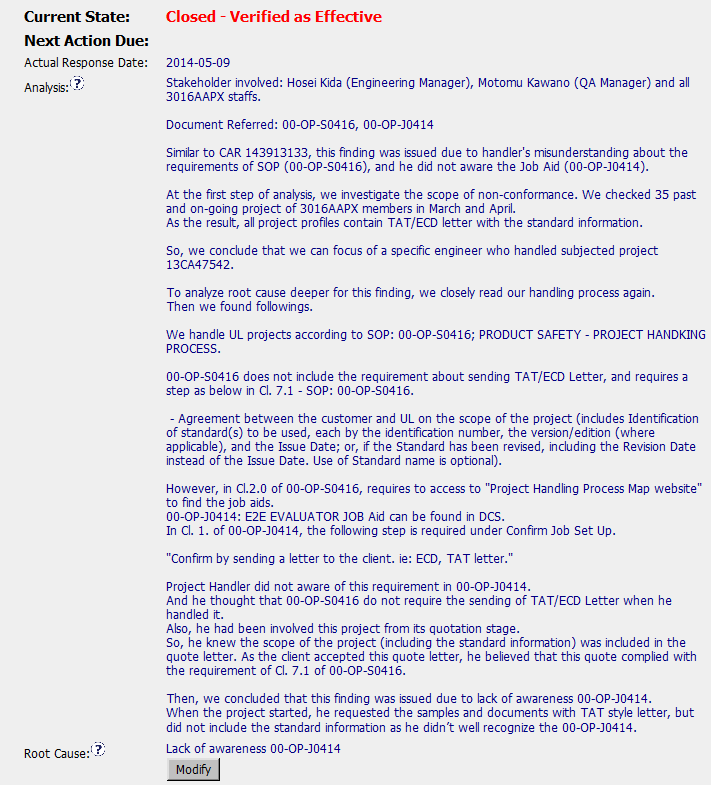 Current State: Closed - Verified as Effective
Next Action Due:
Actual Response Date: 2014-05-09
Analysis:? Stakeholder involved: Hosei Kida (Engineering Manager), Motomu Kawano (QA Manager) and all
3016AAPX staffs.
Document Referred: 00-OP-S0416, 00-OP-J0414
Similar to CAR 143913133, this finding was issued due to handler's misunderstanding about the
requirements of SOP (00-OP-S0416), and he did not aware the Job Aid (00-OP-J0414).
At the first step of analysis, we investigate the scope of non-conformance. We checked 35 past
and on-going project of 3016AAPX members in March and April.
As the result, all project profiles contain TAT/ECD letter with the standard information.
So, we conclude that we can focus of a specific engineer who handled subjected project
13CA47542.
To analyze root cause deeper for this finding, we closely read our handling process again.
Then we found followings.
We handle UL projects according to SOP: 00-OP-S0416; PRODUCT SAFETY - PROJECT HANDKING
PROCESS.
00-OP-S0416 does not include the requirement about sending TAT/ECD Letter, and requires a
step as below in Cl. 7.1 - SOP: 00-OP-S0416.
- Agreement between the customer and UL on the scope of the project (includes Identification
of standard(s) to be used, each by the identification number, the version/edition (where
applicable), and the Issue Date; or, if the Standard has been revised, including the Revision Date
instead of the Issue Date. Use of Standard name is optional).
However, in Cl.2.0 of 00-OP-S0416, requires to access to "Project Handling Process Map website"
to find the job aids.
00-OP-J0414: E2E EVALUATOR JOB Aid can be found in DCS.
In Cl. 1. of 00-OP-J0414, the following step is required under Confirm Job Set Up.
"Confirm by sending a letter to the client. ie: ECD, TAT letter."
Project Handler did not aware of this requirement in 00-OP-J0414.
And he thought that 00-OP-S0416 do not require the sending of TAT/ECD Letter when he
handled it.
Also, he had been involved this project from its quotation stage.
So, he knew the scope of the project (including the standard information) was included in the
quote letter. As the client accepted this quote letter, he believed that this quote complied with
the requirement of Cl. 7.1 of 00-OP-S0416.
Then, we concluded that this finding was issued due to lack of awareness 00-OP-J0414.
When the project started, he requested the samples and documents with TAT style letter, but
did not include the standard information as he didn't well recognize the 00-OP-J0414.
Root Cause:? Lack of awareness 00-OP-J0414
Modify